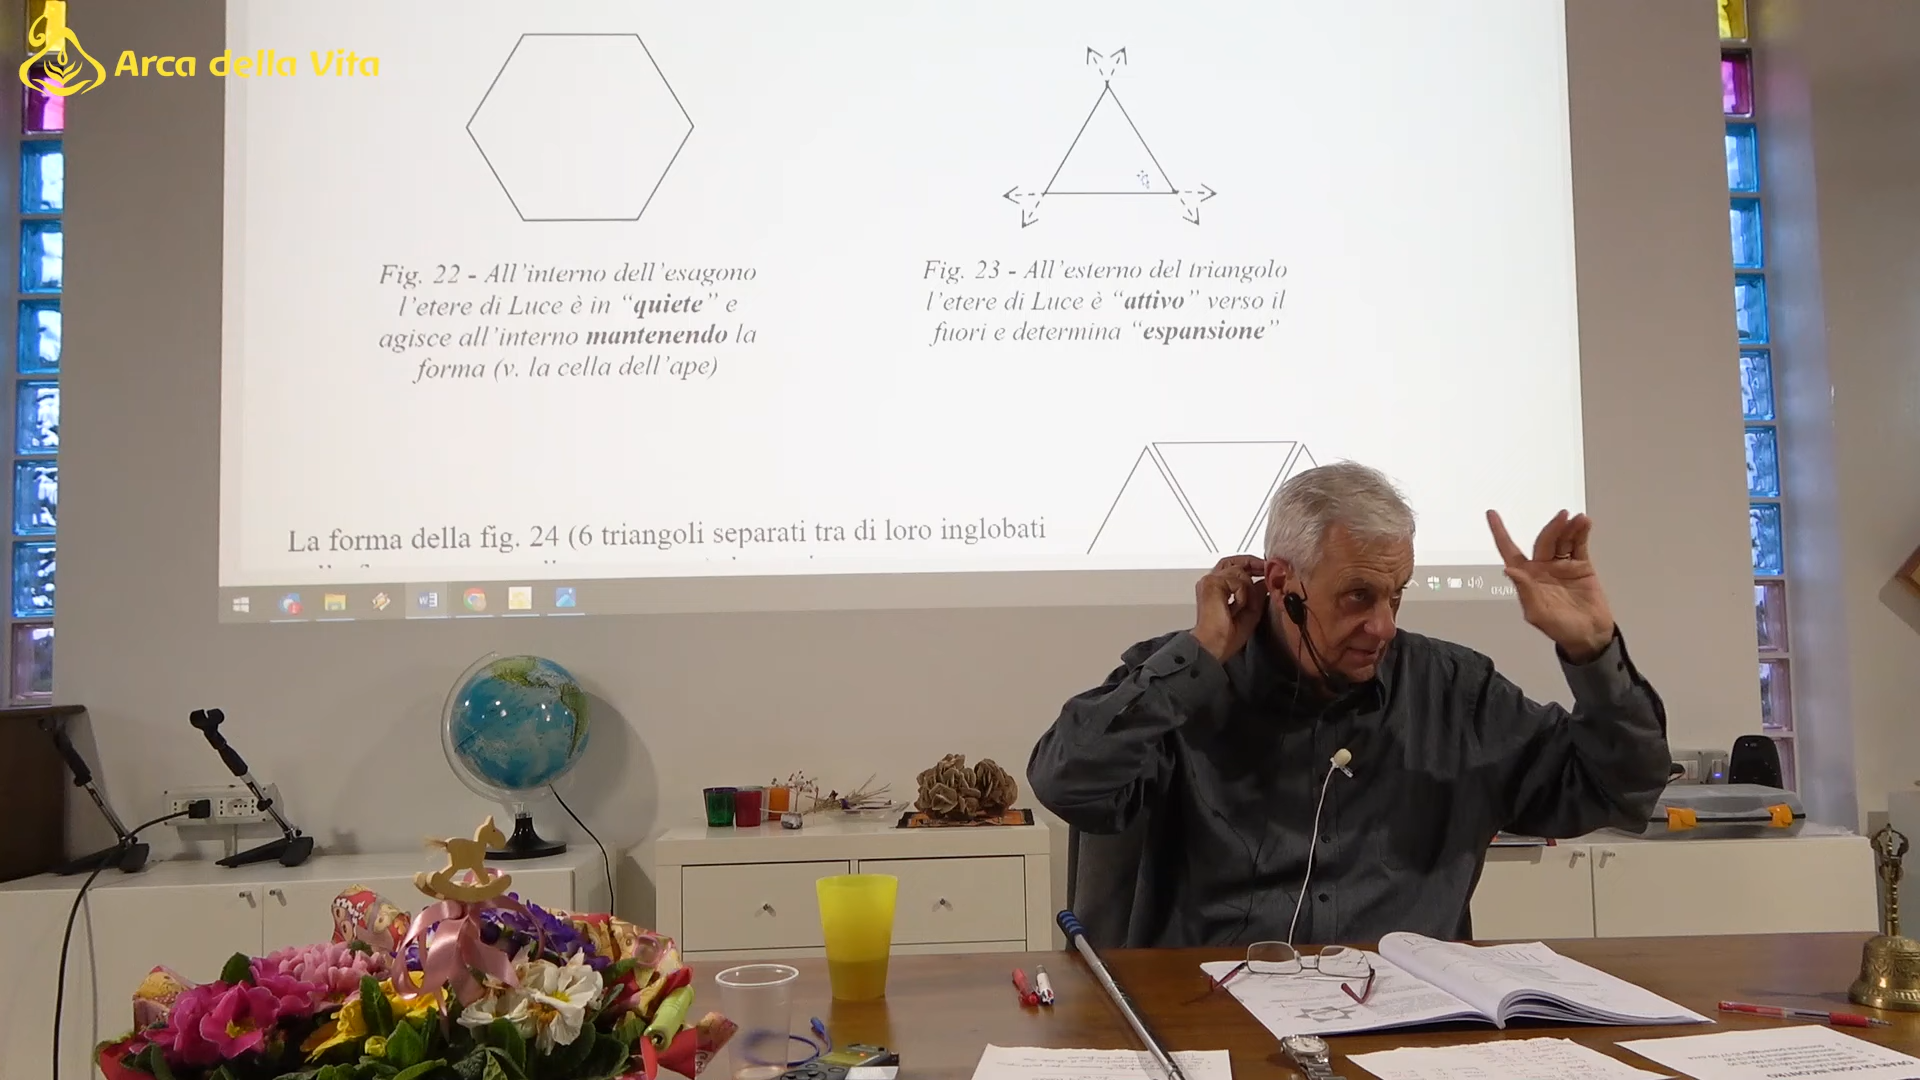 Arca della Vita
Fig. 22 - All'interno dell'esagono
l'etere di Luce è in “quiete” e
agisce all'interno mantenendo la
forma (v. la cella dell'ape)
Fig. 23 - All'esterno del triangolo
l'etere di Luce è “attivo” verso il
fuori e determina “espansione”
La forma della fig. 24 (6 triangoli separati tra di loro inglobati